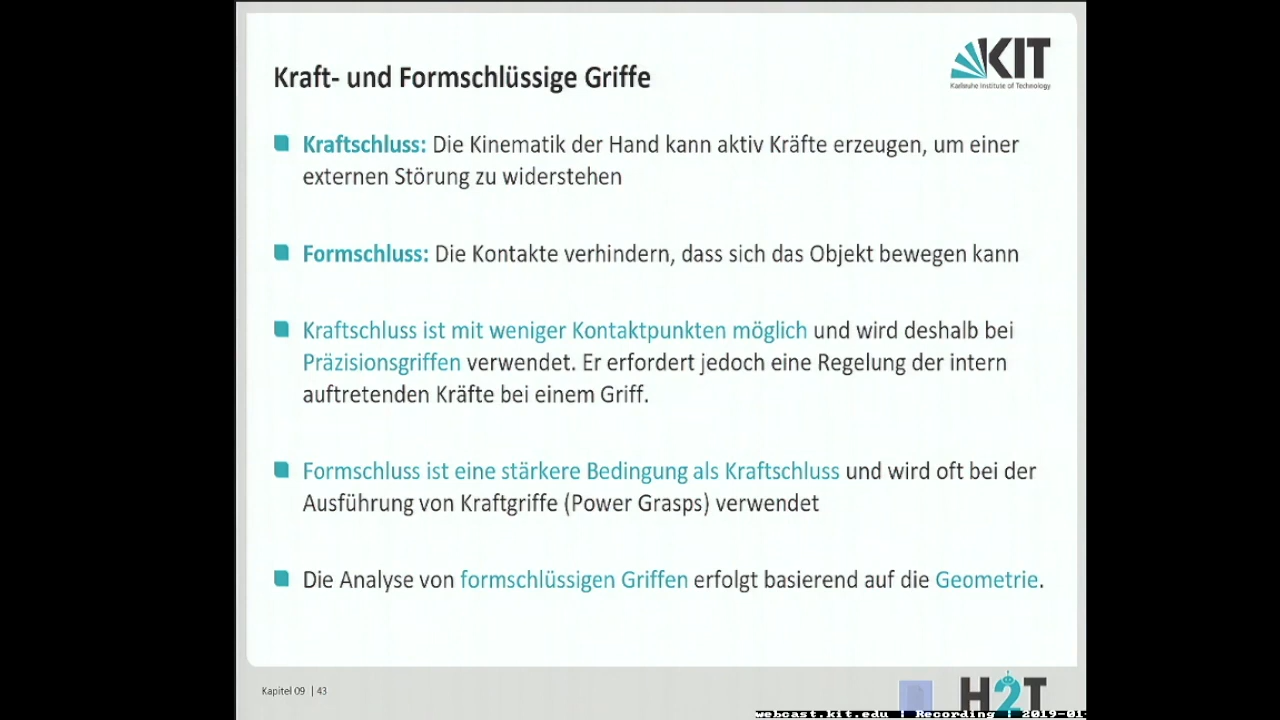 KIT
Karlsruhe Institute of Technology
Kraft- und Formschlüssige Griffe
Kraftschluss: Die Kinematik der Hand kann aktiv Kräfte erzeugen, um einer
externen Störung zu widerstehen
Formschluss: Die Kontakte verhindern, dass sich das Objekt bewegen kann
Kraftschluss ist mit weniger Kontaktpunkten möglich und wird deshalb bei
Präzisionsgriffen verwendet. Er erfordert jedoch eine Regelung der intern
auftretenden Kräfte bei einem Griff.
Formschluss ist eine stärkere Bedingung als Kraftschluss und wird oft bei der
Ausführung von Kraftgriffe (Power Grasps) verwendet
Die Analyse von formschlüssigen Griffen erfolgt basierend auf die Geometrie.
Kapitel 09 | 43
H2T
webcast.kit.edu | Recording | 2019-01